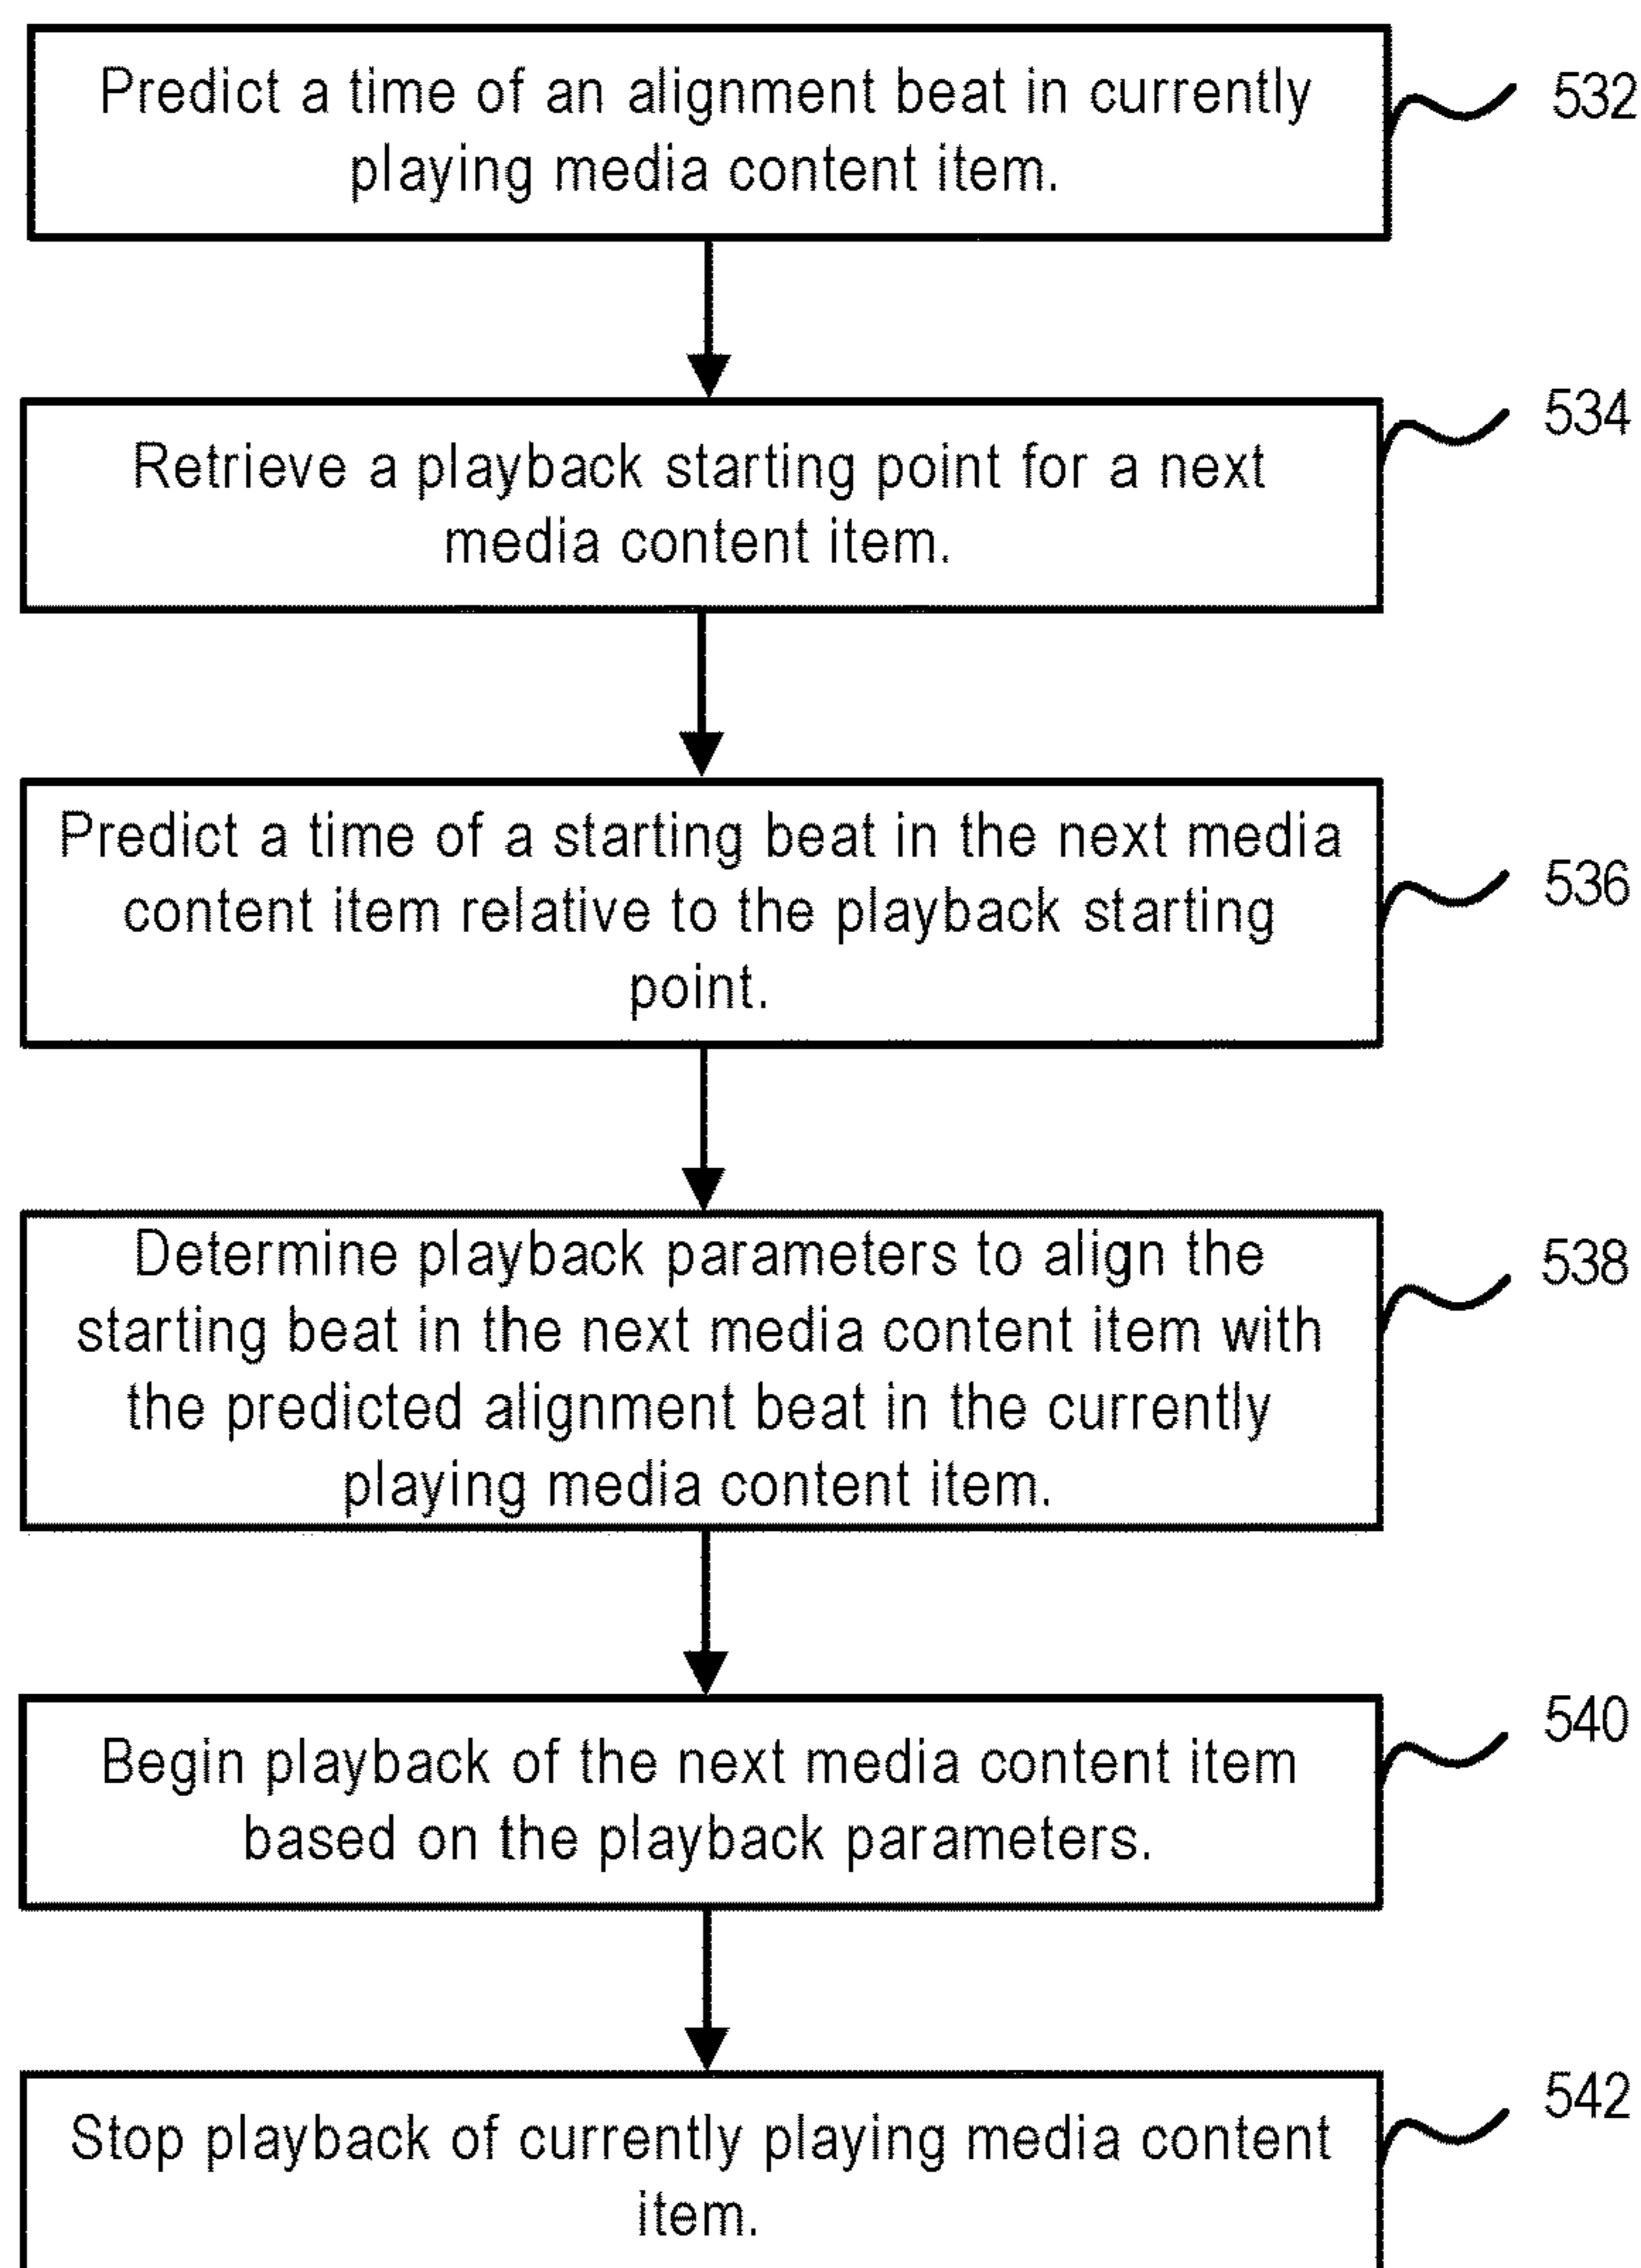 Predict a time of an alignment beat in currently
playing media content item.
532
Retrieve a playback starting point for a next
media content item.
534
Predict a time of a starting beat in the next media
content item relative to the playback starting
point.
536
Determine playback parameters to align the
starting beat in the next media content item with
the predicted alignment beat in the currently
playing media content item.
538
Begin playback of the next media content item
based on the playback parameters.
540
Stop playback of currently playing media content
item.
542